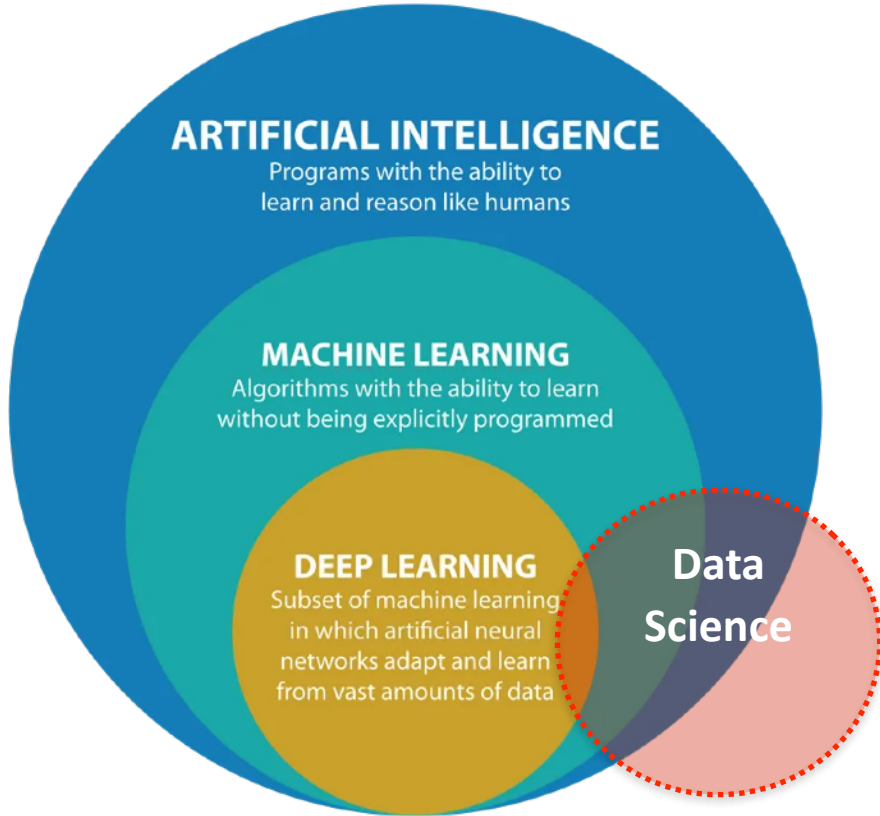 ARTIFICIAL INTELLIGENCE
Programs with the ability to
learn and reason like humans
MACHINE LEARNING
Algorithms with the ability to learn
without being explicitly programmed
DEEP LEARNING
Subset of machine learning
in which artificial neural
networks adapt and learn
from vast amounts of data
Data
Science